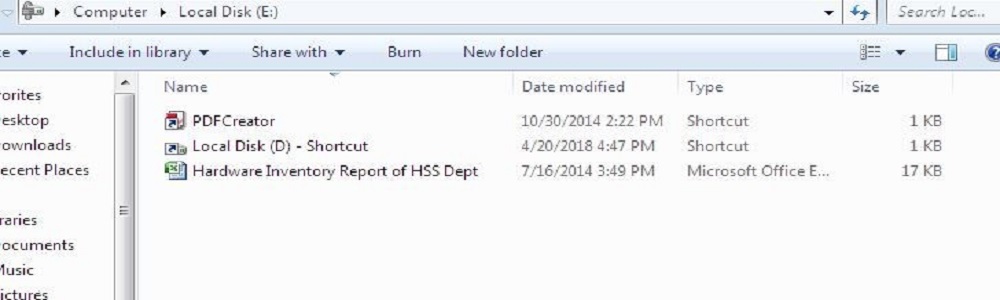 Computer Local Disk (E:) Search Loc...
Include in library Share with Burn New folder
Name Date modified Type Size
PDFCreator 10/30/2014 2:22 PM Shortcut 1 KB
Local Disk (D) - Shortcut 4/20/2018 4:47 PM Shortcut 1 KB
Hardware Inventory Report of HSS Dept 7/16/2014 3:49 PM Microsoft Office E... 17 KB
vorites
esktop
ownloads
ecent Places
raries
ocuments
Music
ictures